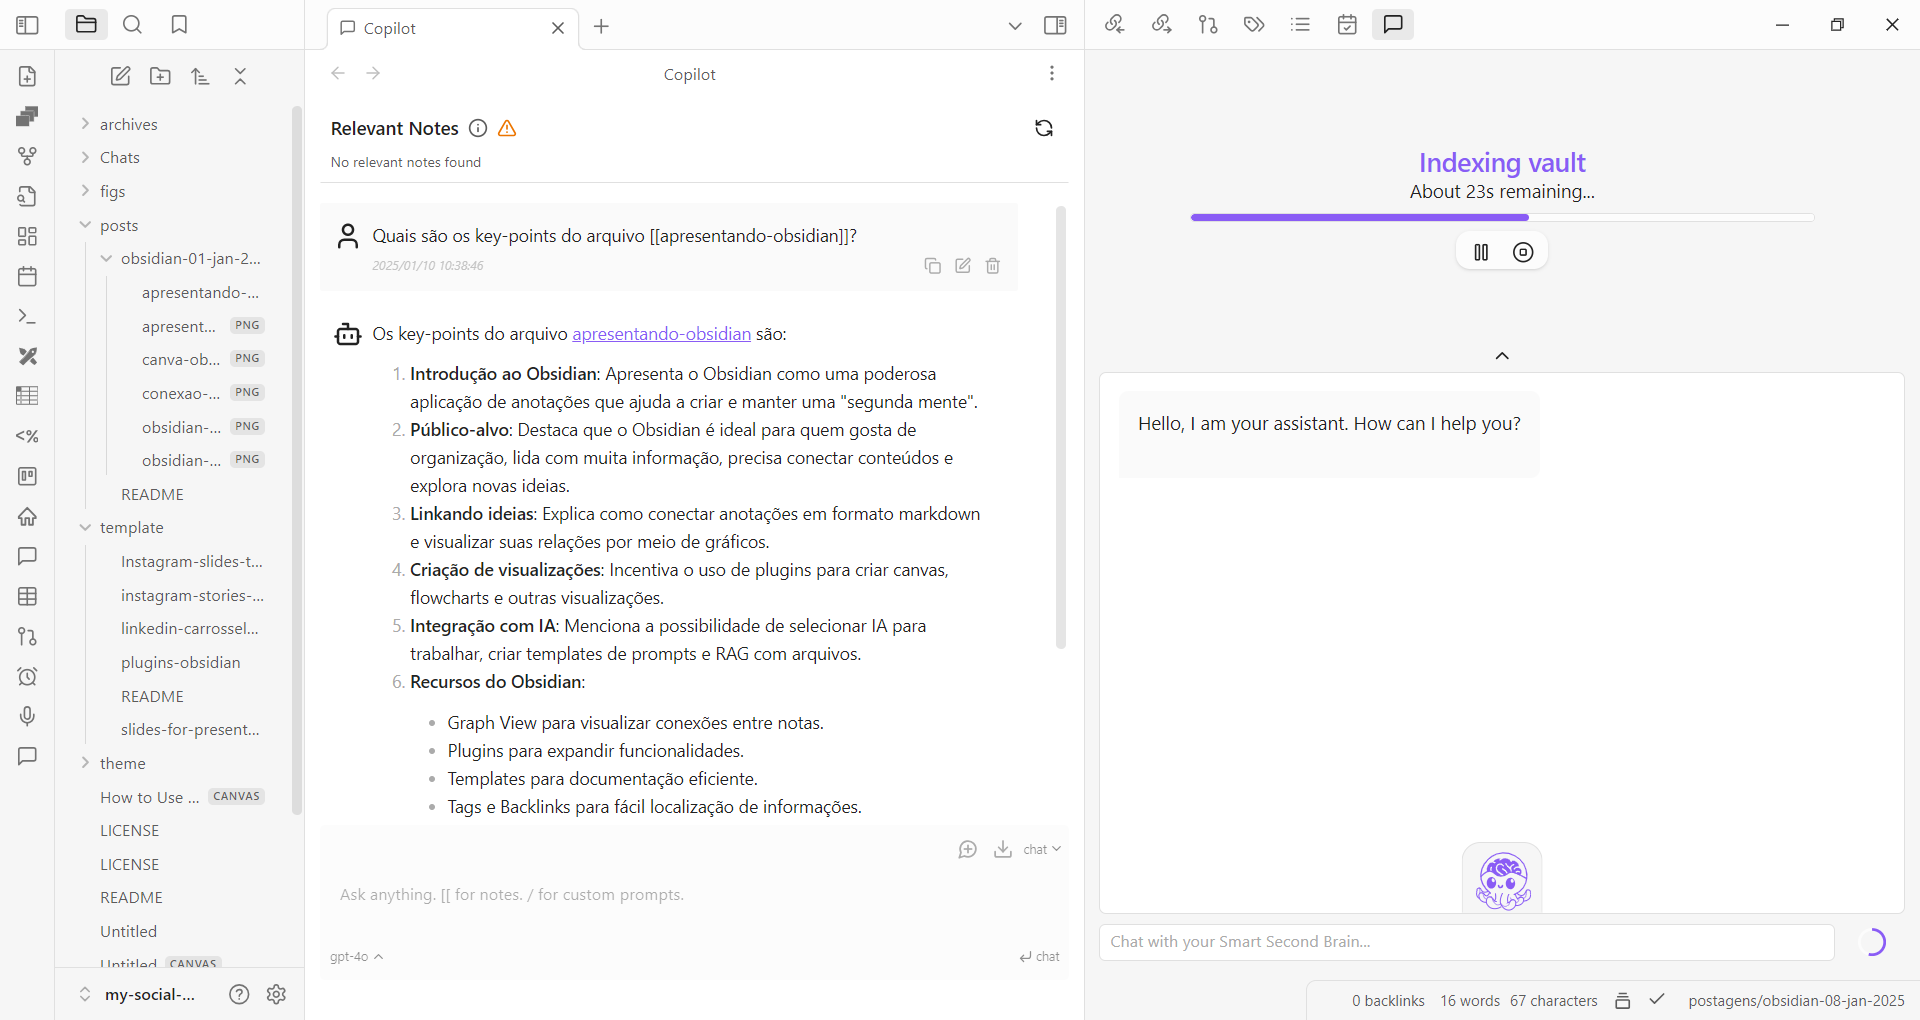 Copilot
Copilot
archives
Chats
figs
posts
obsidian-01-jan-2...
apresentando-...
apresent... PNG
canva-ob... PNG
conexao-... PNG
obsidian-... PNG
obsidian-... PNG
README
template
Instagram-slides-t...
instagram-stories-...
linkedin-carrossel...
plugins-obsidian
README
slides-for-present...
theme
How to Use ... CANVAS
LICENSE
LICENSE
README
Untitled
Untitled CANVAS
my-social-...
Relevant Notes
No relevant notes found
Quais são os key-points do arquivo [[apresentando-obsidian]]?
2025/01/10 10:38:46
Os key-points do arquivo apresentando-obsidian são:
1. Introdução ao Obsidian: Apresenta o Obsidian como uma poderosa
aplicação de anotações que ajuda a criar e manter uma "segunda mente".
2. Público-alvo: Destaca que o Obsidian é ideal para quem gosta de
organização, lida com muita informação, precisa conectar conteúdos e
explora novas ideias.
3. Linkando ideias: Explica como conectar anotações em formato markdown
e visualizar suas relações por meio de gráficos.
4. Criação de visualizações: Incentiva o uso de plugins para criar canvas,
flowcharts e outras visualizações.
5. Integração com IA: Menciona a possibilidade de selecionar IA para
trabalhar, criar templates de prompts e RAG com arquivos.
6. Recursos do Obsidian:
• Graph View para visualizar conexões entre notas.
• Plugins para expandir funcionalidades.
• Templates para documentação eficiente.
• Tags e Backlinks para fácil localização de informações.
chat
Ask anything. [[ for notes. / for custom prompts.
gpt-4o
chat
Indexing vault
About 23s remaining...
Hello, I am your assistant. How can I help you?
Chat with your Smart Second Brain...
0 backlinks 16 words 67 characters postagens/obsidian-08-jan-2025